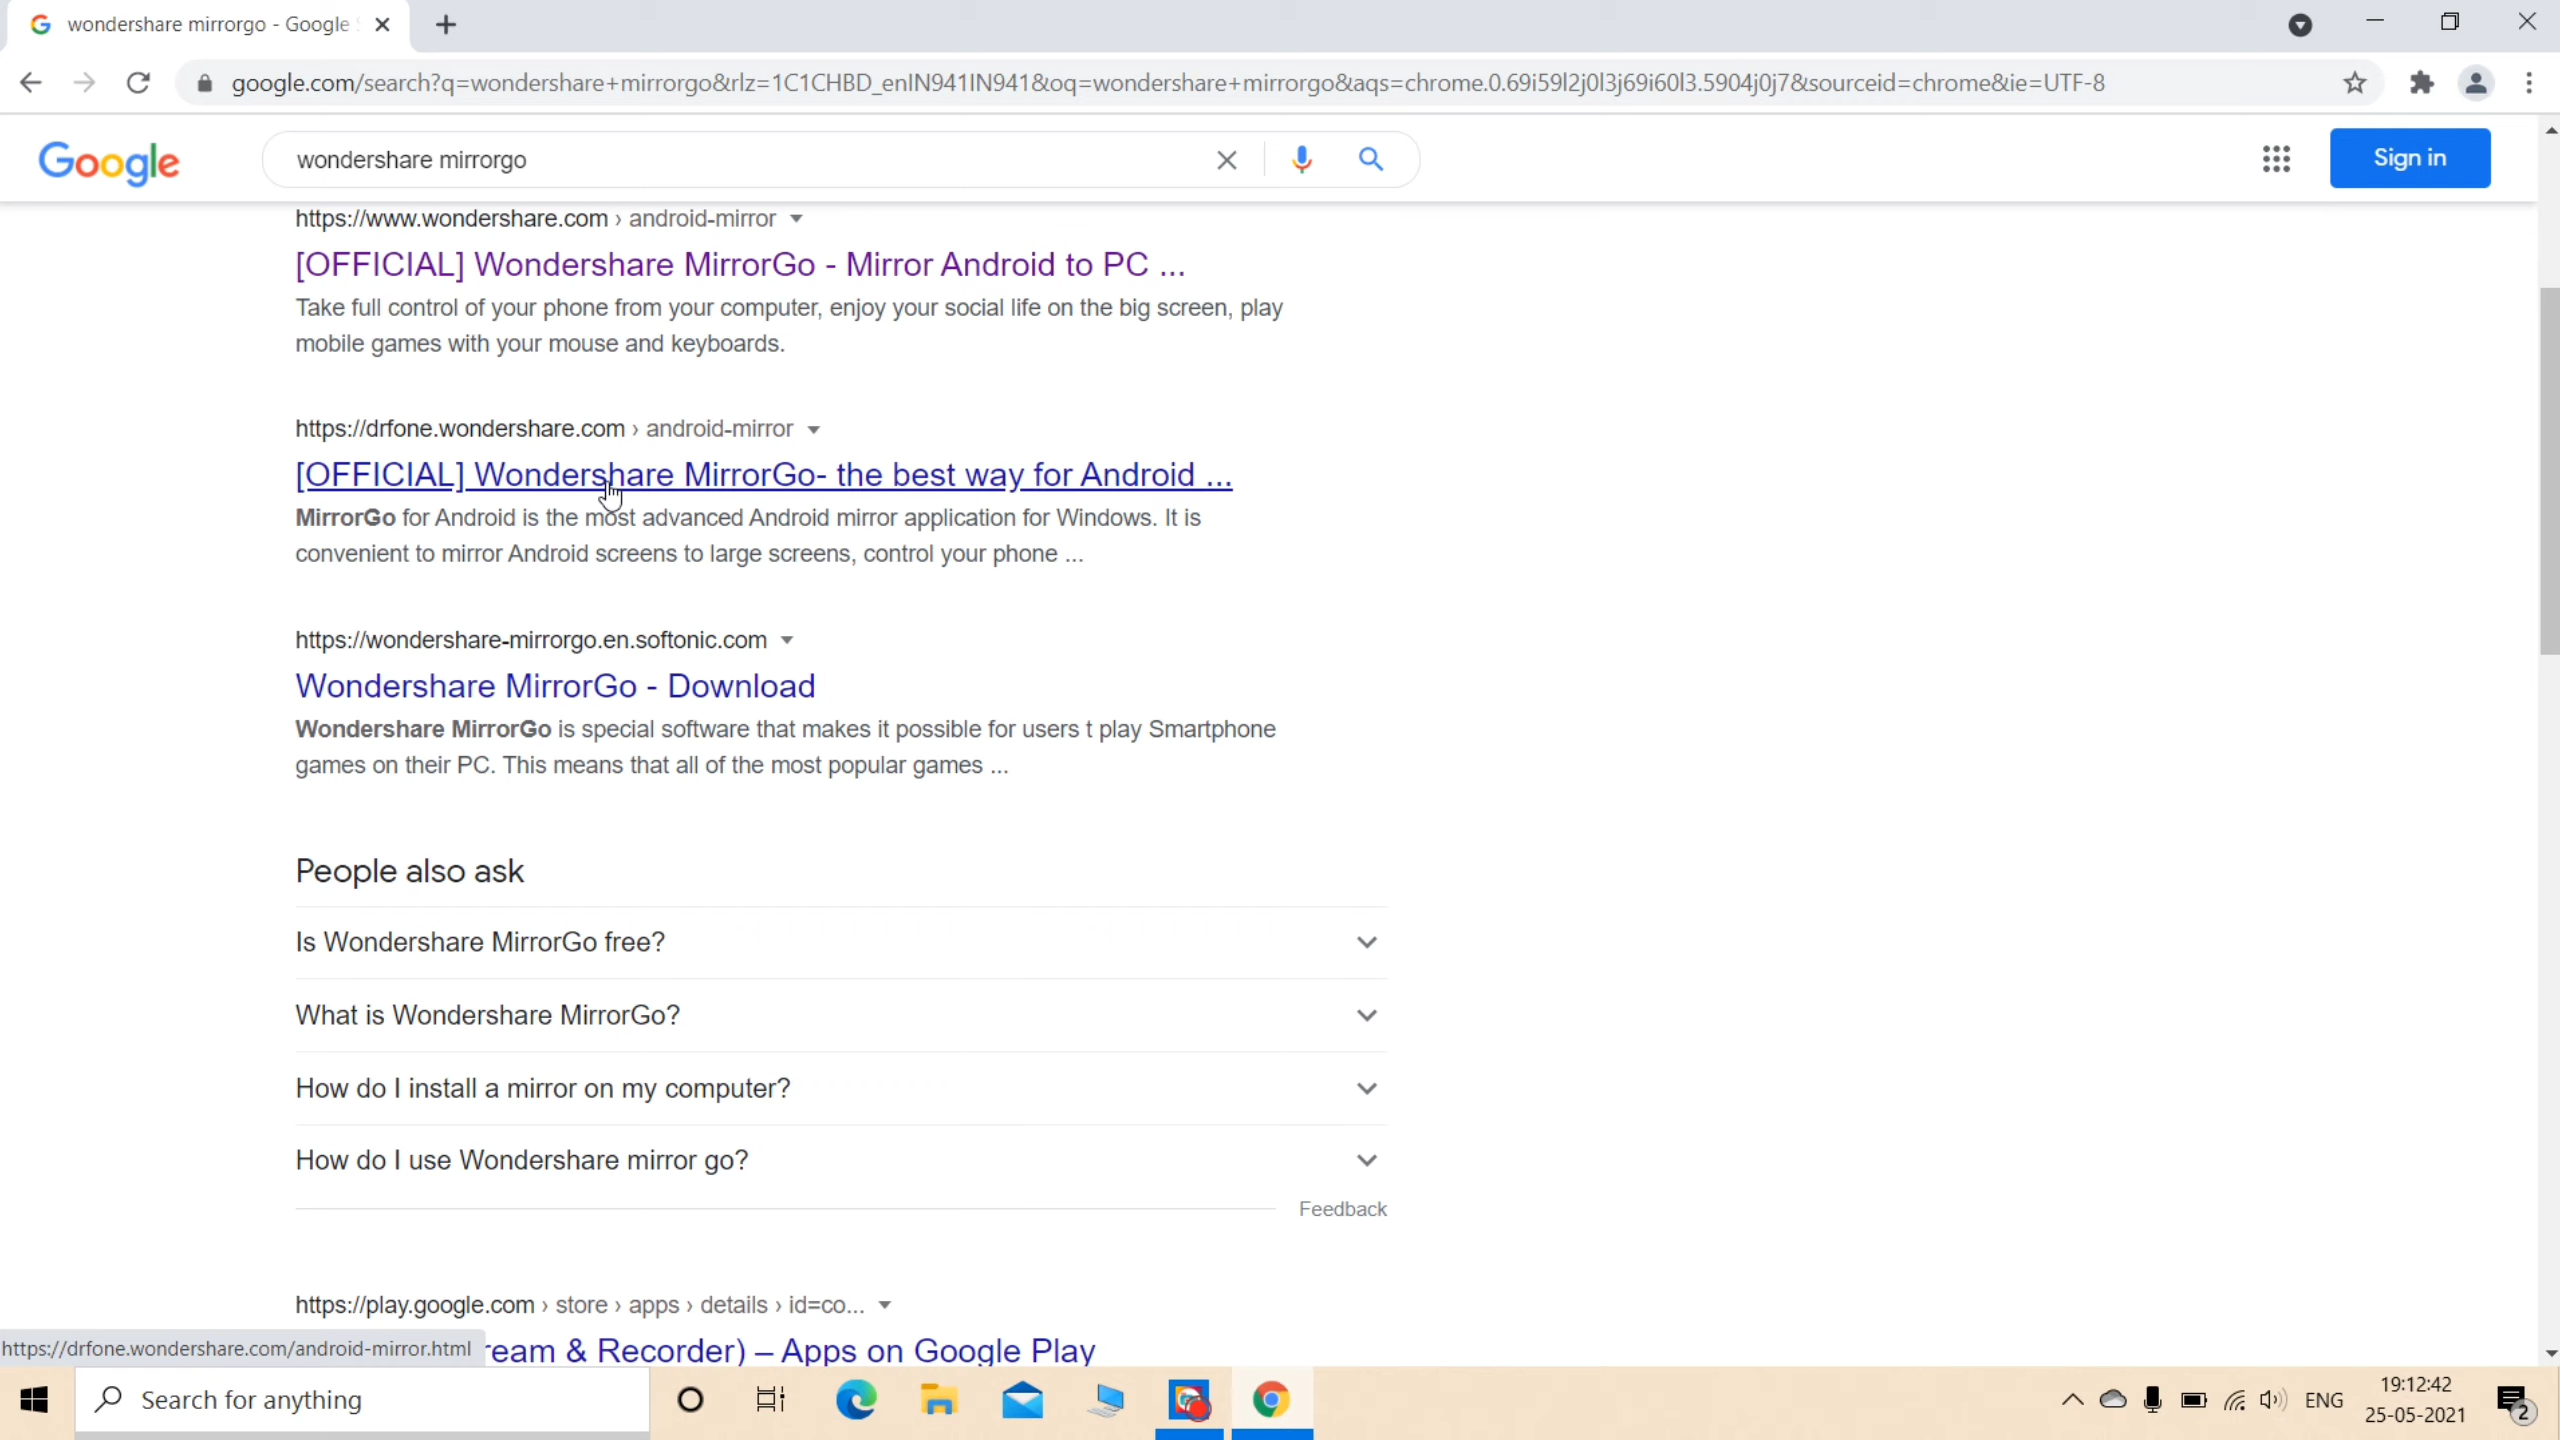 wondershare mirrorgo - Google
google.com/search?q=wondershare+mirrorgo&rlz=1C1CHBD_enIN941IN941&oq=wondershare+mirrorgo&aqs=chrome.0.69i59l2j0l3j69i60l3.5904j0j7&sourceid=chrome&ie=UTF-8
Google
wondershare mirrorgo
Sign in
https://www.wondershare.com › android-mirror
[OFFICIAL] Wondershare MirrorGo - Mirror Android to PC ...
Take full control of your phone from your computer, enjoy your social life on the big screen, play
mobile games with your mouse and keyboards.
https://drfone.wondershare.com › android-mirror
[OFFICIAL] Wondershare MirrorGo- the best way for Android ...
MirrorGo for Android is the most advanced Android mirror application for Windows. It is
convenient to mirror Android screens to large screens, control your phone ...
https://wondershare-mirrorgo.en.softonic.com
Wondershare MirrorGo - Download
Wondershare MirrorGo is special software that makes it possible for users t play Smartphone
games on their PC. This means that all of the most popular games ...
People also ask
Is Wondershare MirrorGo free?
What is Wondershare MirrorGo?
How do I install a mirror on my computer?
How do I use Wondershare mirror go?
Feedback
https://play.google.com › store › apps › details › id=co...
https://drfone.wondershare.com/android-mirror.html
eam & Recorder) – Apps on Google Play
Search for anything
ENG
19:12:42
25-05-2021
2